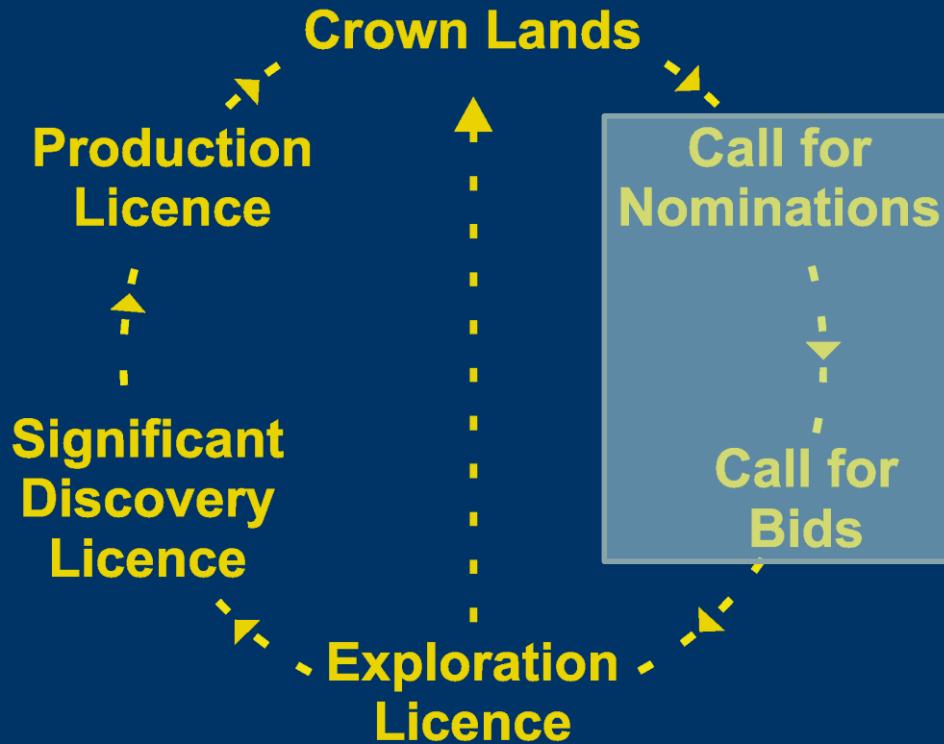 Crown Lands
Production
Licence
Call for
Nominations
Significant
Discovery
Licence
Call for
Bids
Exploration
Licence